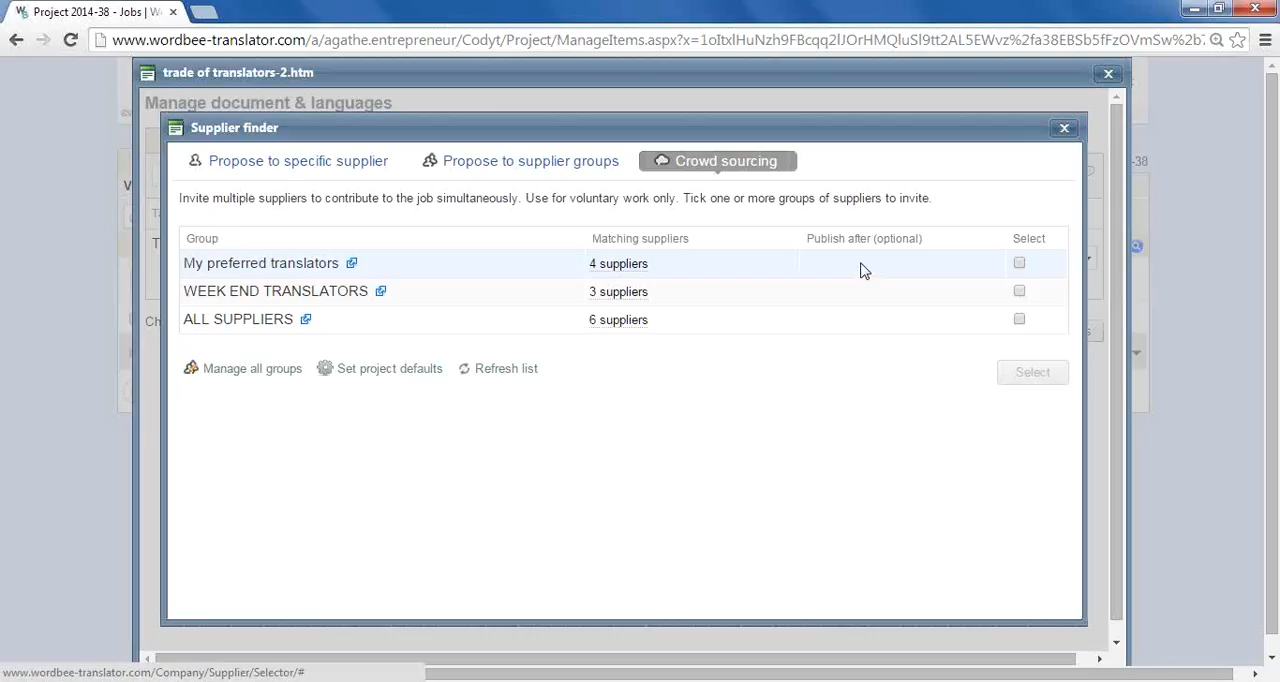 Project 2014-38 - Jobs | W
www.wordbee-translator.com/a/agathe.entrepreneur/Codyt/Project/ManageItems.aspx?x=1oItxlHuNzh9FBcqq2lJOrHMQluSl9tt2AL5EWvz%2fa38EBSb5fFzOVmSw%2b
trade of translators-2.htm
Manage document & languages
Supplier finder
Propose to specific supplier Propose to supplier groups Crowd sourcing
-38
Invite multiple suppliers to contribute to the job simultaneously. Use for voluntary work only. Tick one or more groups of suppliers to invite.
Group Matching suppliers Publish after (optional) Select
My preferred translators 4 suppliers
WEEK END TRANSLATORS 3 suppliers
ALL SUPPLIERS 6 suppliers
Ch
Manage all groups Set project defaults Refresh list Select
www.wordbee-translator.com/Company/Supplier/Selector/#